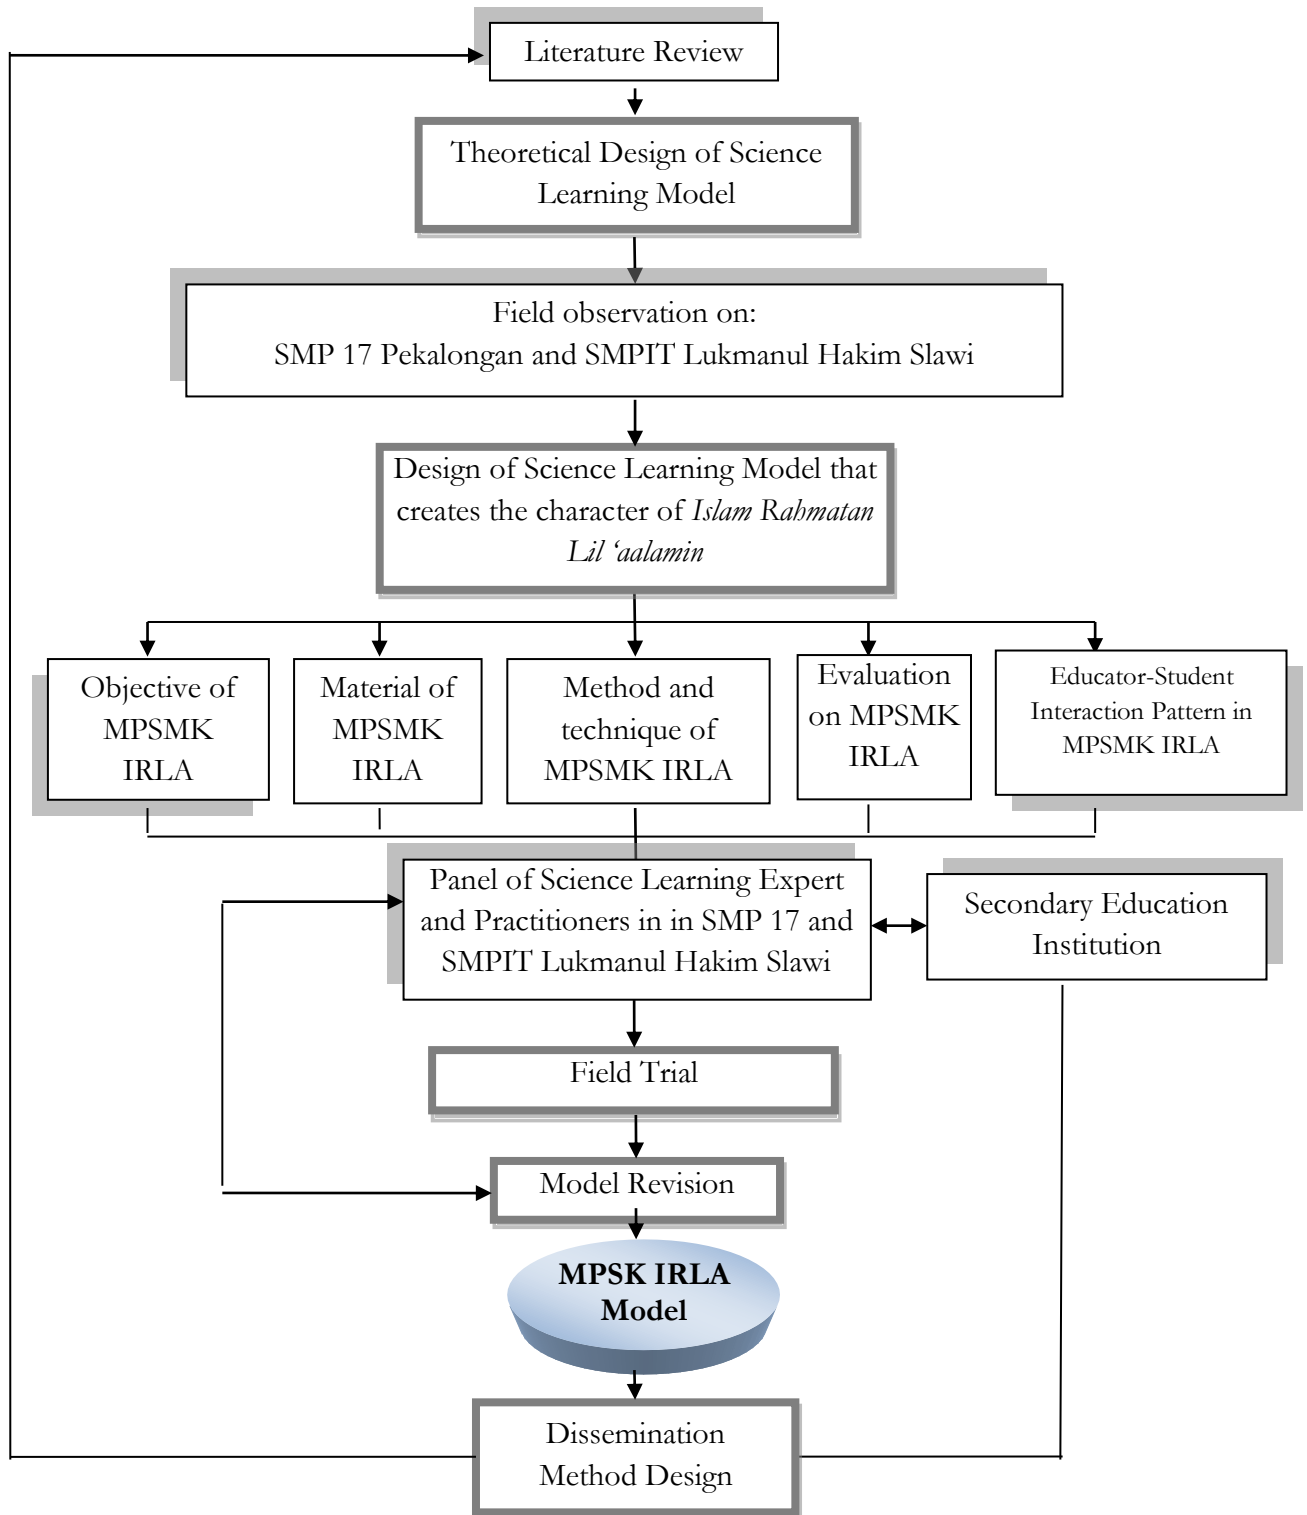 Literature Review
Theoretical Design of Science
Learning Model
Field observation on:
SMP 17 Pekalongan and SMPIT Lukmanul Hakim Slawi
Design of Science Learning Model that
creates the character of Islam Rahmatan
Lil ‘aalamin
Objective of
MPSMK
IRLA
Material of
MPSMK
IRLA
Method and
technique of
MPSMK IRLA
Evaluation
on MPSMK
IRLA
Educator-Student
Interaction Pattern in
MPSMK IRLA
Panel of Science Learning Expert
and Practitioners in in SMP 17 and
SMPIT Lukmanul Hakim Slawi
Secondary Education
Institution
Field Trial
Model Revision
MPSK IRLA
Model
Dissemination
Method Design